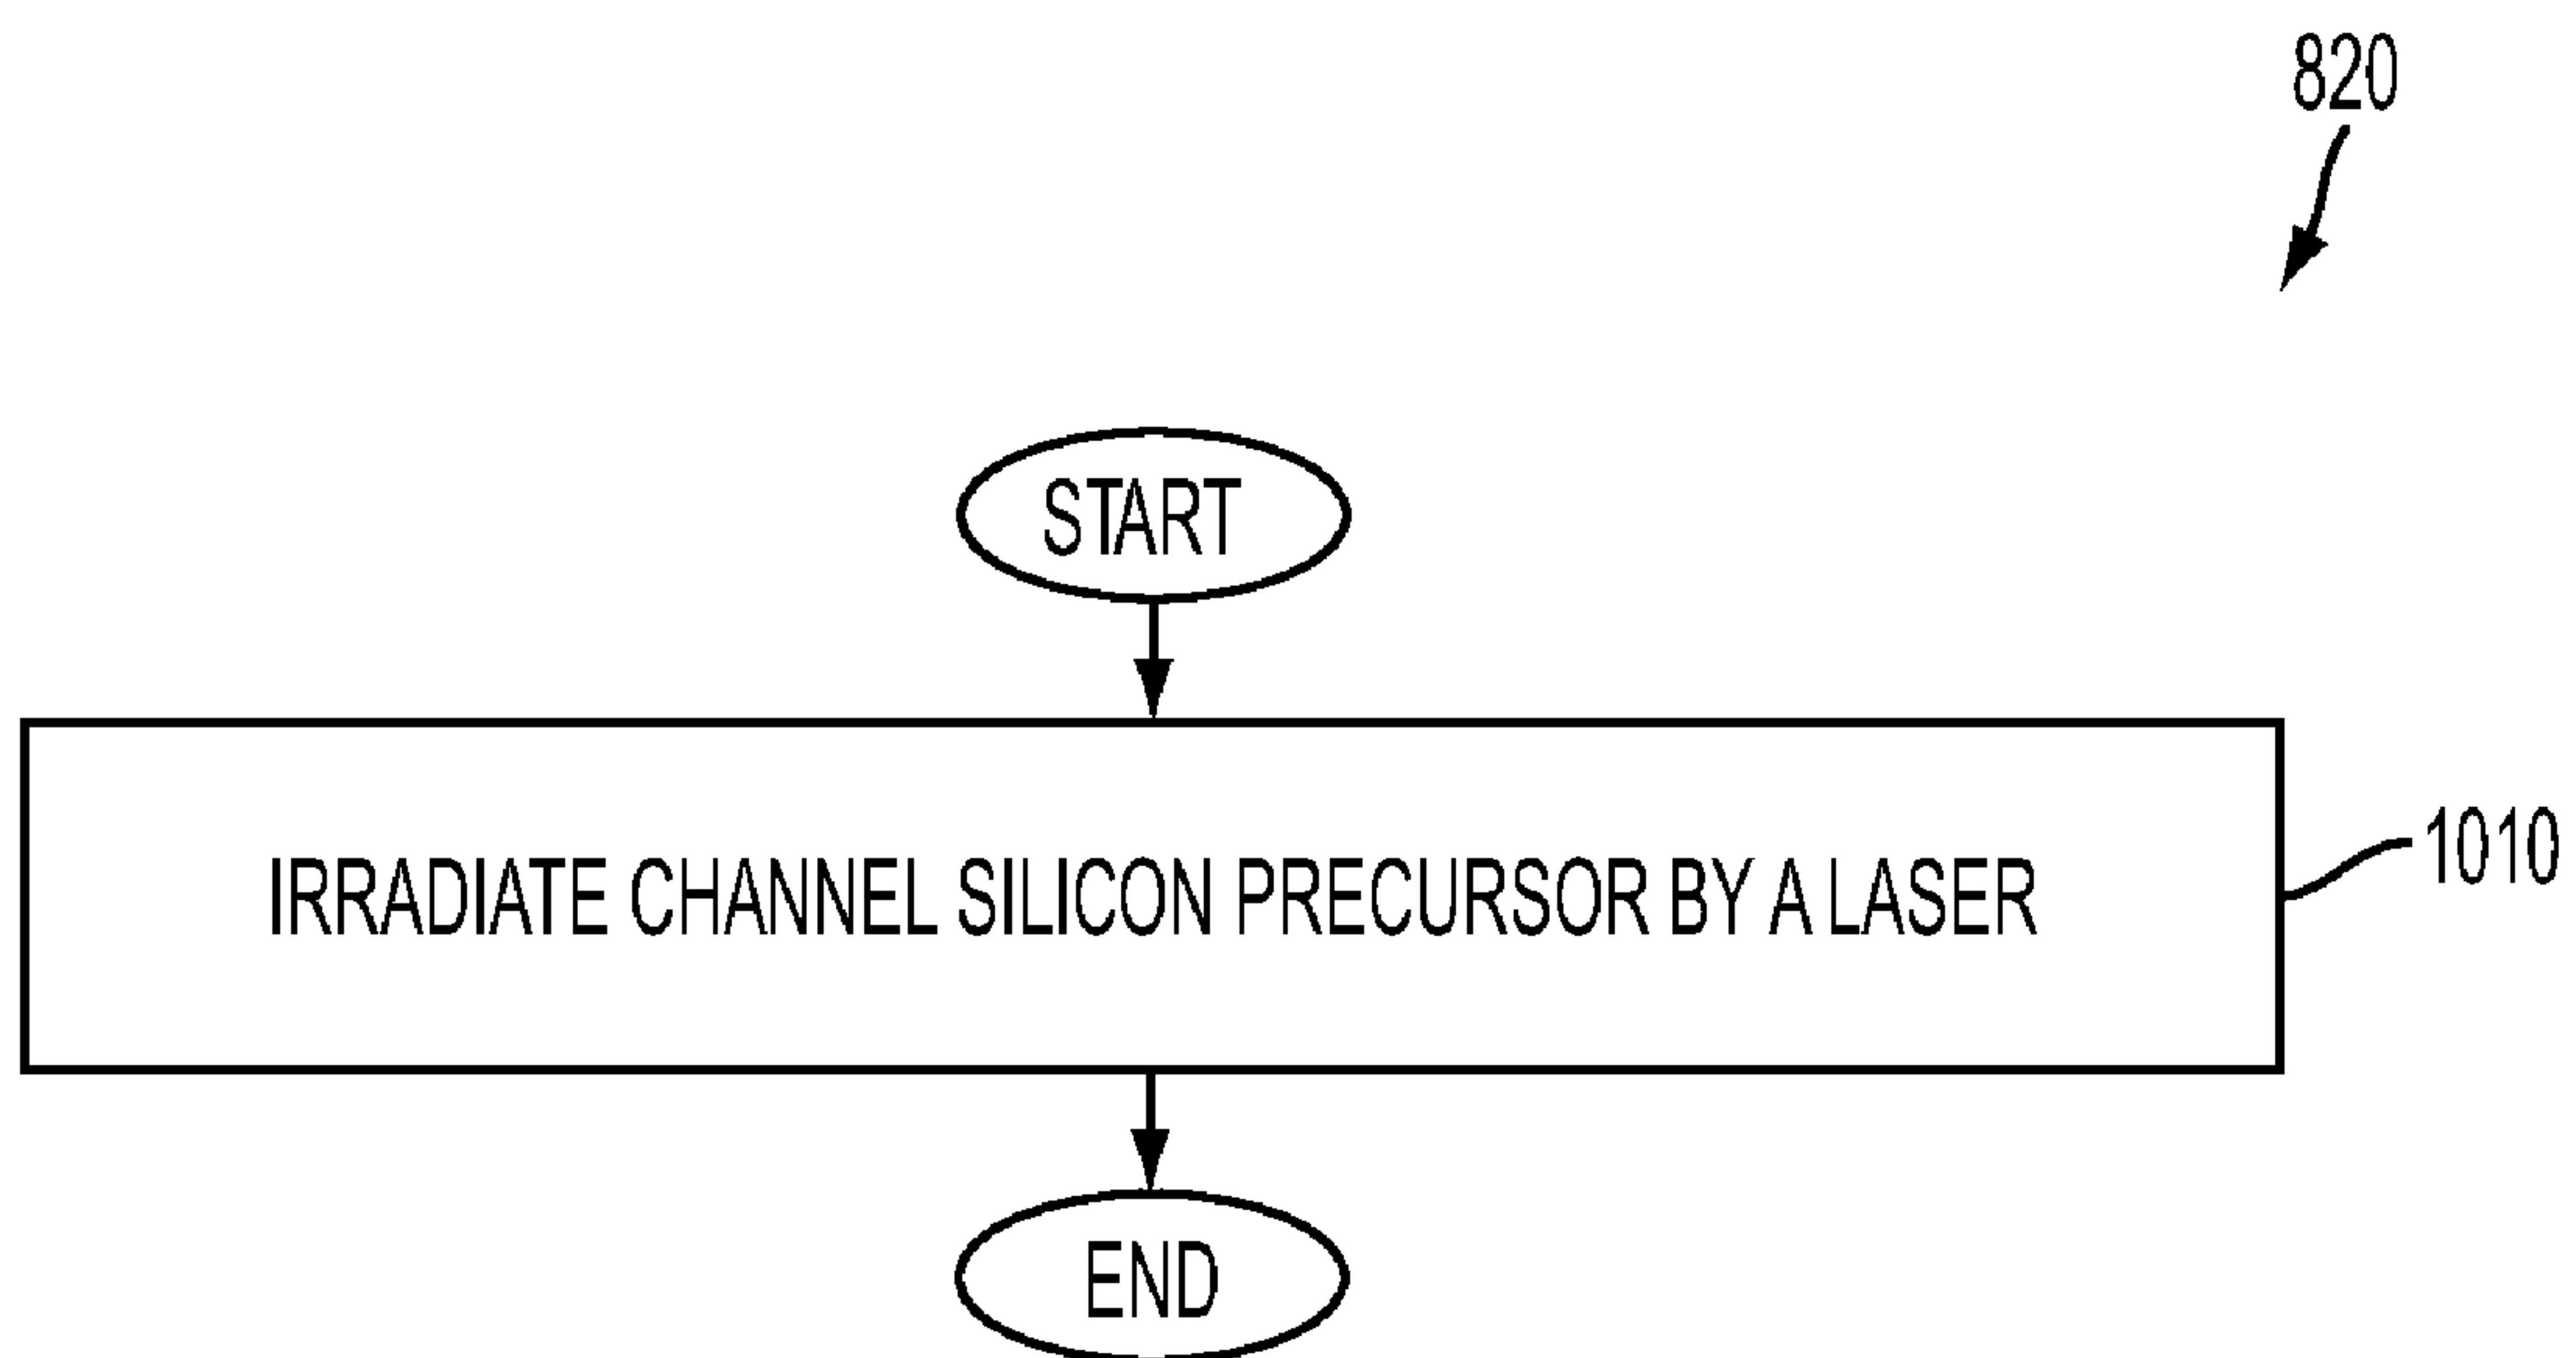 820
START
IRRADIATE CHANNEL SILICON PRECURSOR BY A LASER
1010
END